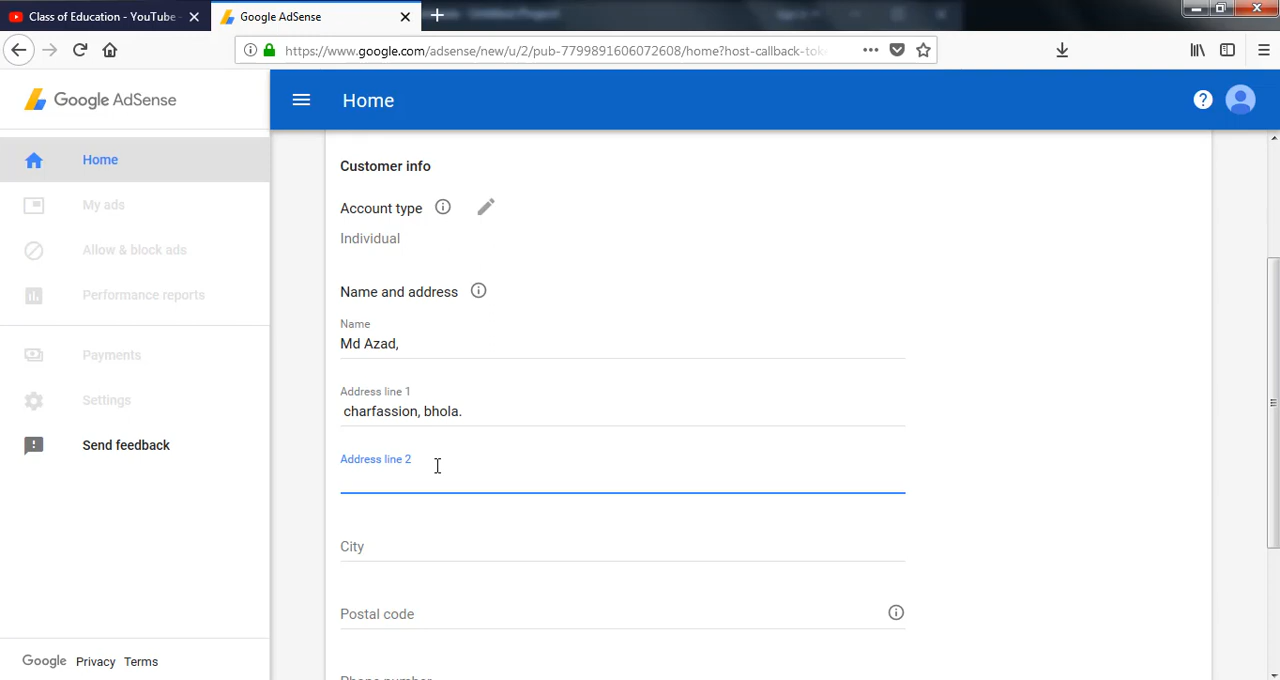 Class of Education - YouTube
Google AdSense
https://www.google.com/adsense/new/u/2/pub-7799891606072608/home?host-callback-tok
Google AdSense
Home
Home
My ads
Allow & block ads
Performance reports
Payments
Settings
Send feedback
Customer info
Account type
Individual
Name and address
Name
Md Azad,
Address line 1
charfassion, bhola.
Address line 2
City
Postal code
Phone number
Google Privacy Terms